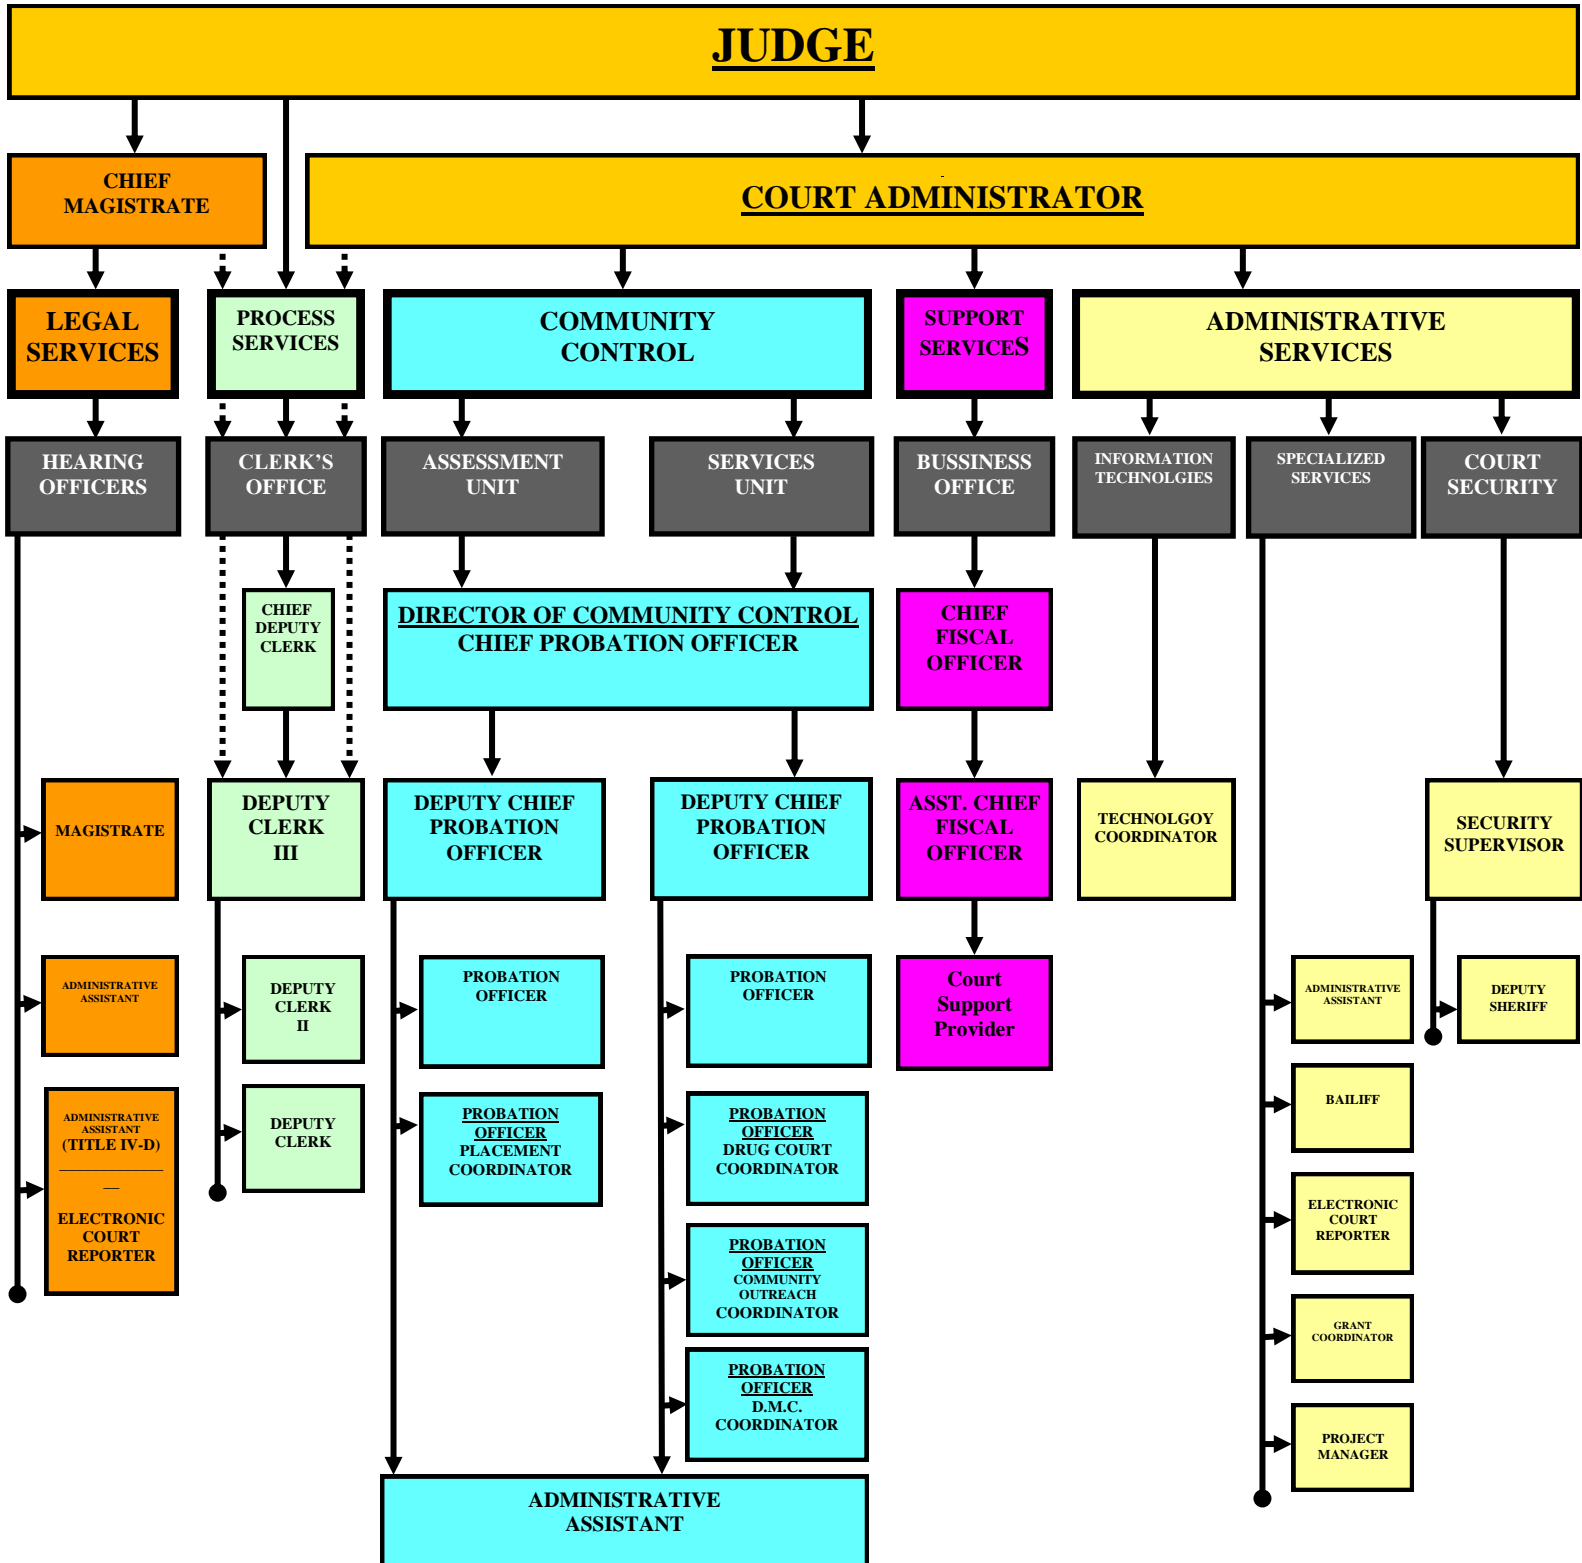 JUDGE
CHIEF
MAGISTRATE
COURT ADMINISTRATOR
LEGAL
SERVICES
PROCESS
SERVICES
COMMUNITY
CONTROL
SUPPORT
SERVICES
ADMINISTRATIVE
SERVICES
HEARING
OFFICERS
CLERK'S
OFFICE
ASSESSMENT
UNIT
SERVICES
UNIT
BUSSINESS
OFFICE
INFORMATION
TECHNOLGIES
SPECIALIZED
SERVICES
COURT
SECURITY
CHIEF
DEPUTY
CLERK
DIRECTOR OF COMMUNITY CONTROL
CHIEF PROBATION OFFICER
CHIEF
FISCAL
OFFICER
MAGISTRATE
DEPUTY
CLERK
III
DEPUTY CHIEF
PROBATION
OFFICER
DEPUTY CHIEF
PROBATION
OFFICER
ASST. CHIEF
FISCAL
OFFICER
TECHNOLGOY
COORDINATOR
SECURITY
SUPERVISOR
ADMINISTRATIVE
ASSISTANT
DEPUTY
CLERK
II
PROBATION
OFFICER
PROBATION
OFFICER
Court
Support
Provider
ADMINISTRATIVE
ASSISTANT
DEPUTY
SHERIFF
ADMINISTRATIVE
ASSISTANT
(TITLE IV-D)
ELECTRONIC
COURT
REPORTER
DEPUTY
CLERK
PROBATION
OFFICER
PLACEMENT
COORDINATOR
PROBATION
OFFICER
DRUG COURT
COORDINATOR
BAILIFF
ELECTRONIC
COURT
REPORTER
PROBATION
OFFICER
COMMUNITY
OUTREACH
COORDINATOR
GRANT
COORDINATOR
PROBATION
OFFICER
D.M.C.
COORDINATOR
PROJECT
MANAGER
ADMINISTRATIVE
ASSISTANT